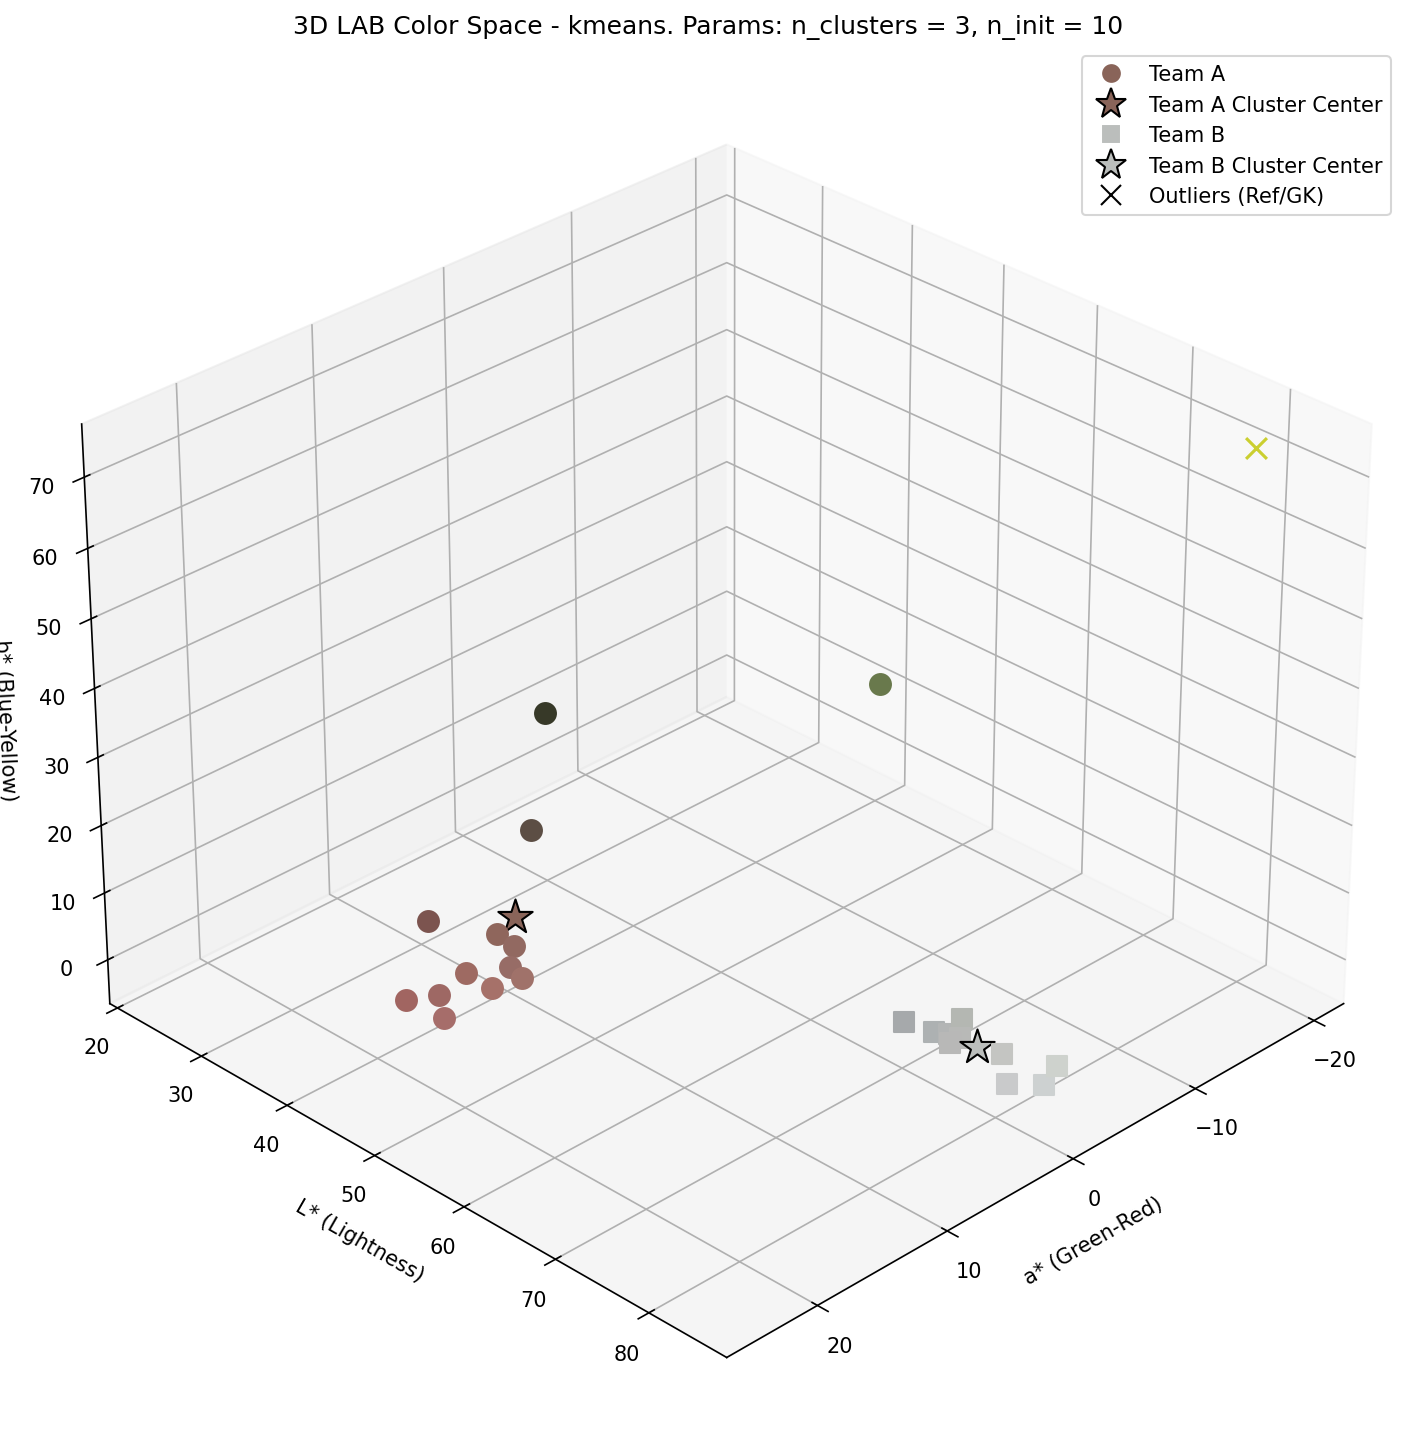 3D LAB Color Space - kmeans. Params: n_clusters = 3, n_init = 10
Team A
Team A Cluster Center
Team B
Team B Cluster Center
Outliers (Ref/GK)
70
60
50
40
30
20
10
0
b* (Blue-Yellow)
20
30
40
50
60
70
80
L* (Lightness)
−20
−10
0
10
20
a* (Green-Red)